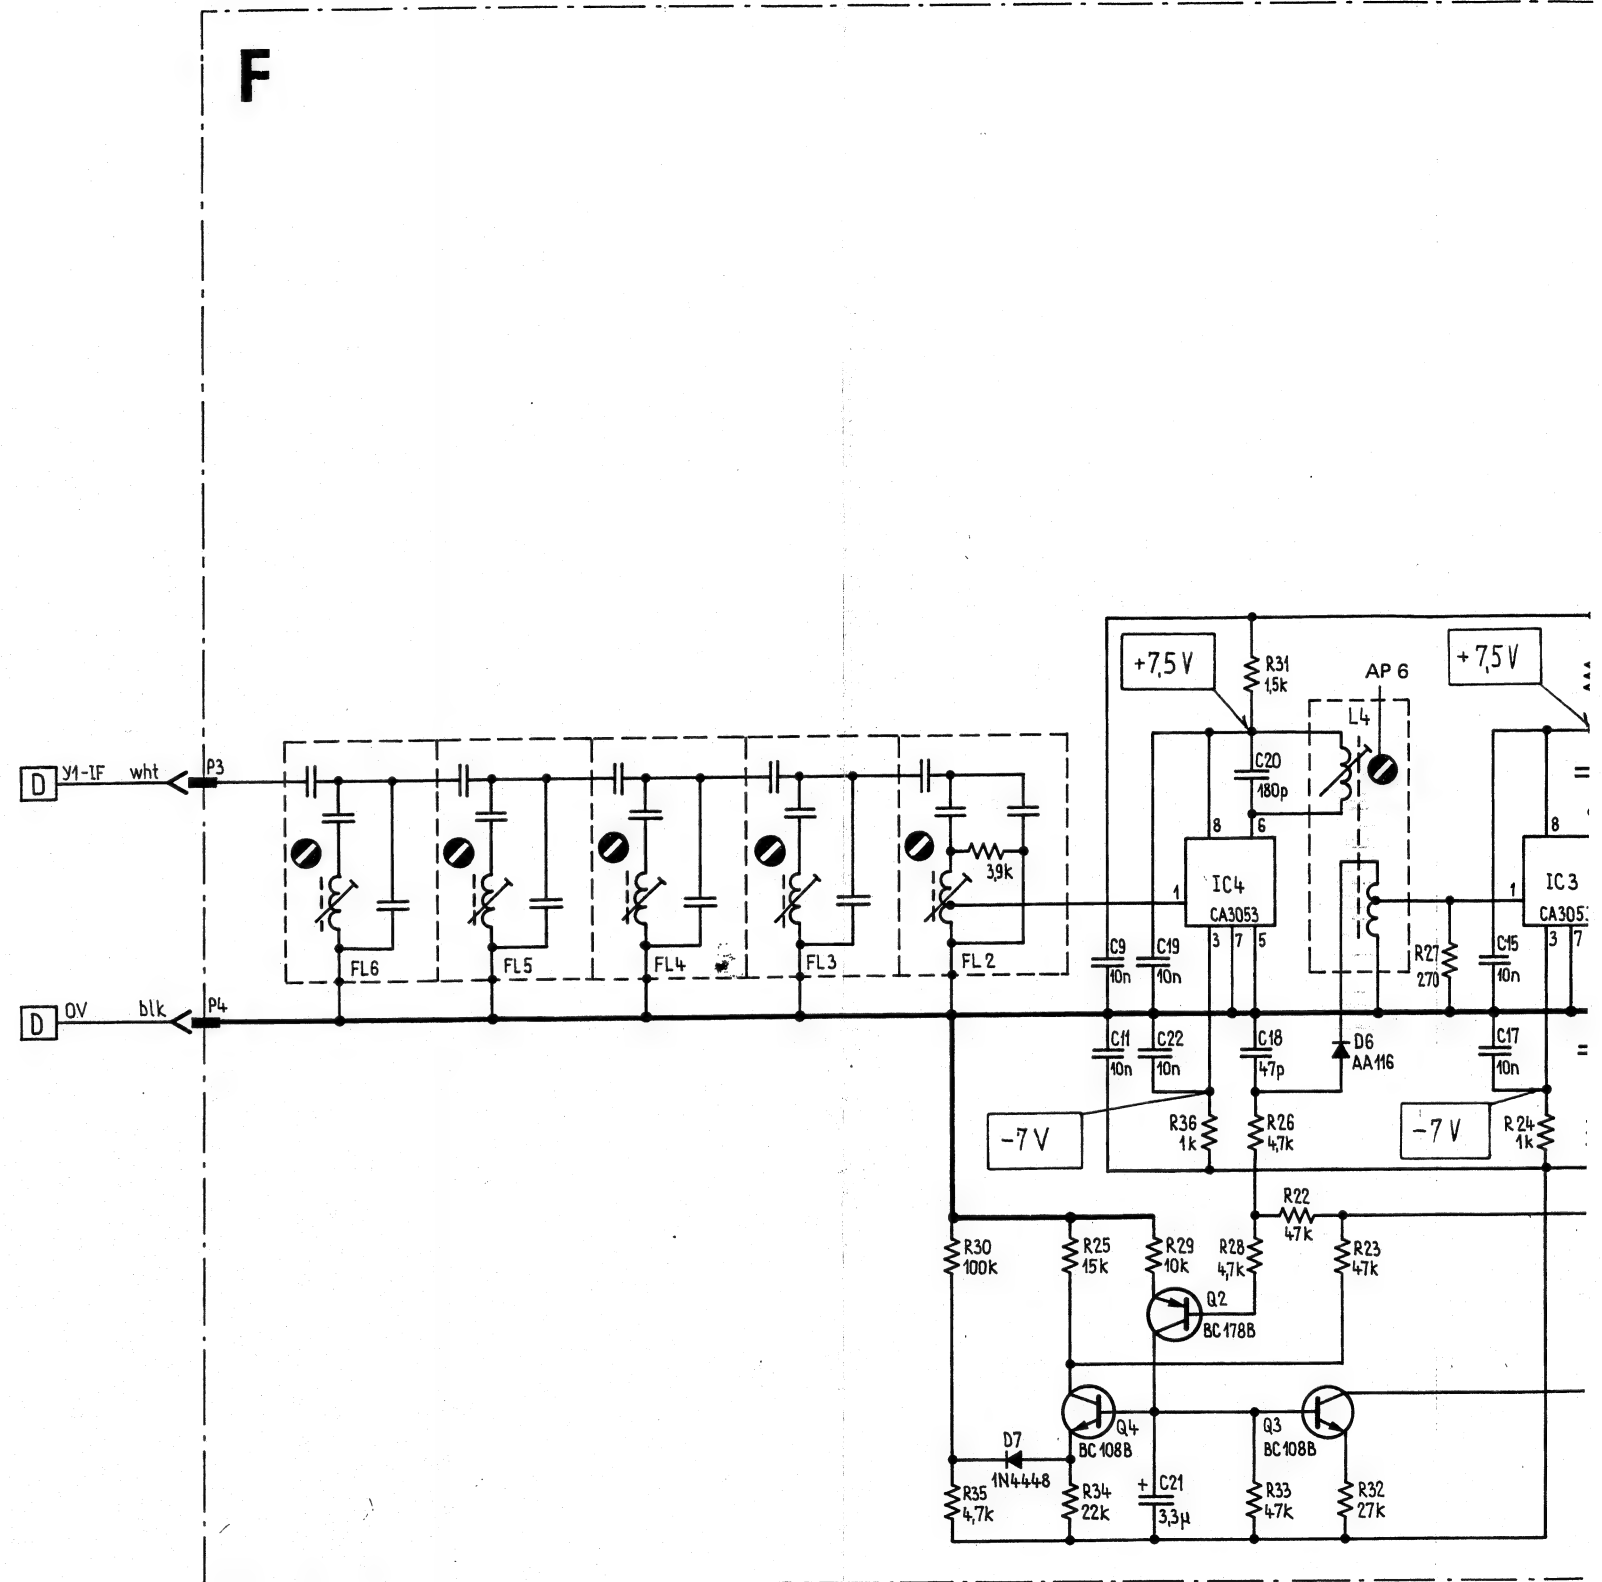 F
+7,5 V
R31
1,5k
AP 6
+7,5 V
L4
D
Y1-IF
wht
P3
C20
180p
8
6
8
3,9k
1
IC4
CA3053
1
IC3
3
7
5
3
7
FL6
FL5
FL4
FL3
FL2
C9
10n
C19
10n
R27
270
C15
10n
D
0V
blk
P4
C11
10n
C22
10n
C18
47p
D6
AA116
C17
10n
-7 V
R36
1k
R26
4,7k
-7 V
R24
1k
R22
47k
R30
100k
R25
15k
R29
10k
R28
4,7k
R23
47k
Q2
BC178B
Q4
BC108B
Q3
BC108B
D7
1N4448
R35
4,7k
R34
22k
+
C21
3,3µ
R33
47k
R32
27k